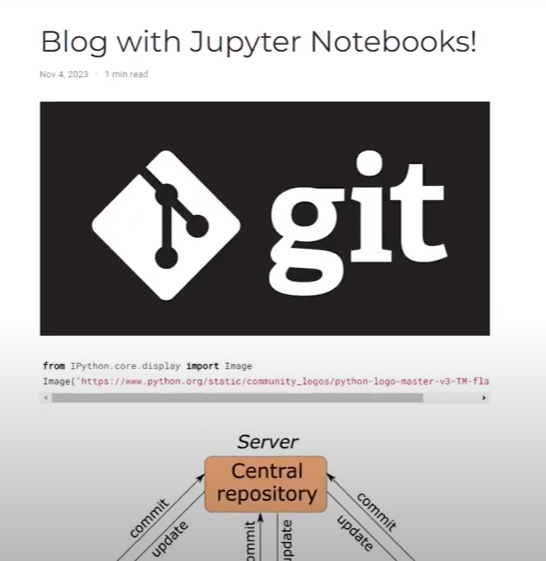 Blog with Jupyter Notebooks!
Nov 4, 2023 · 1 min read
git
from IPython.core.display import Image
Image('https://www.python.org/static/community_logos/python-logo-master-v3-TM-fla
Server
Central
repository
commit
update
ommit
update
commit
update